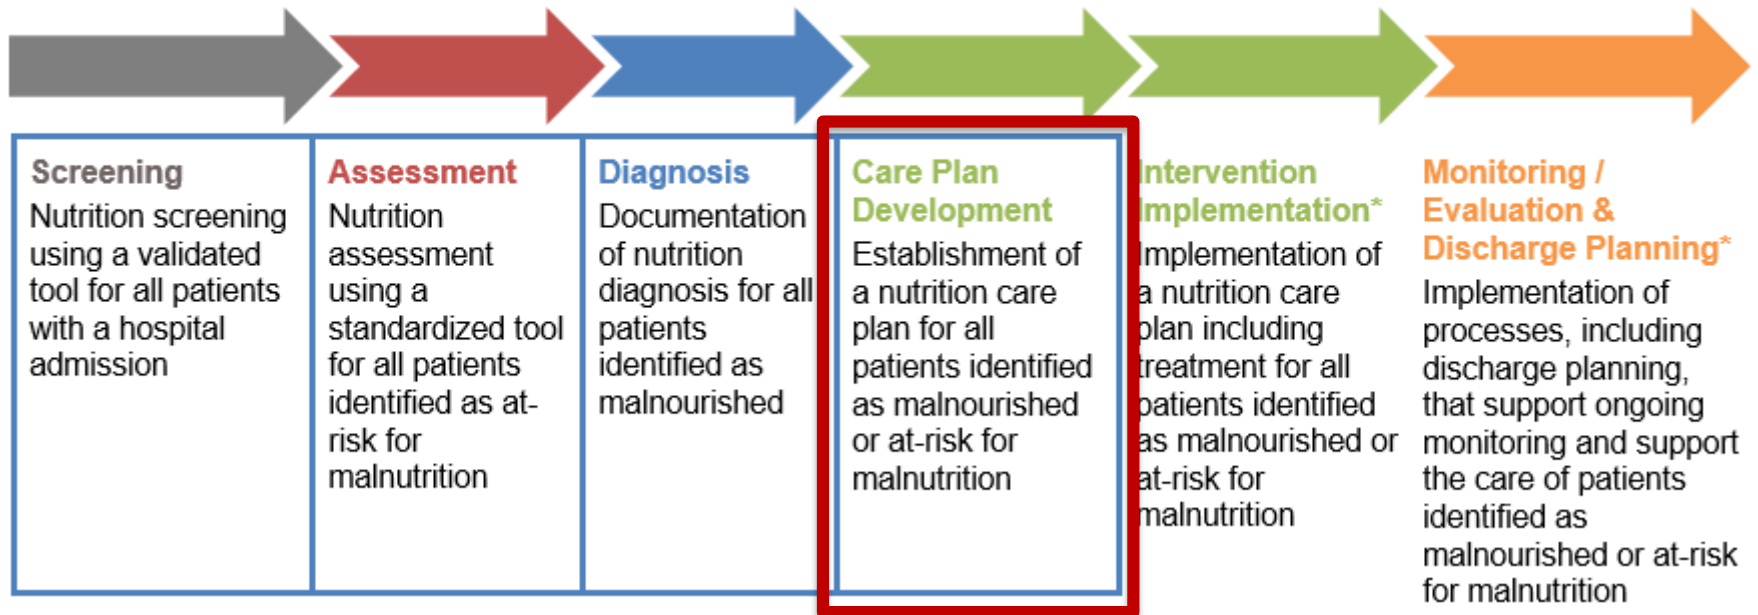 Screening
Nutrition screening
using a validated
tool for all patients
with a hospital
admission
Assessment
Nutrition
assessment
using a
standardized tool
for all patients
identified as at-
risk for
malnutrition
Diagnosis
Documentation
of nutrition
diagnosis for all
patients
identified as
malnourished
Care Plan
Development
Establishment of
a nutrition care
plan for all
patients identified
as malnourished
or at-risk for
malnutrition
Intervention
Implementation*
Implementation of
a nutrition care
plan including
treatment for all
patients identified
as malnourished or
at-risk for
malnutrition
Monitoring /
Evaluation &
Discharge Planning*
Implementation of
processes, including
discharge planning,
that support ongoing
monitoring and support
the care of patients
identified as
malnourished or at-risk
for malnutrition